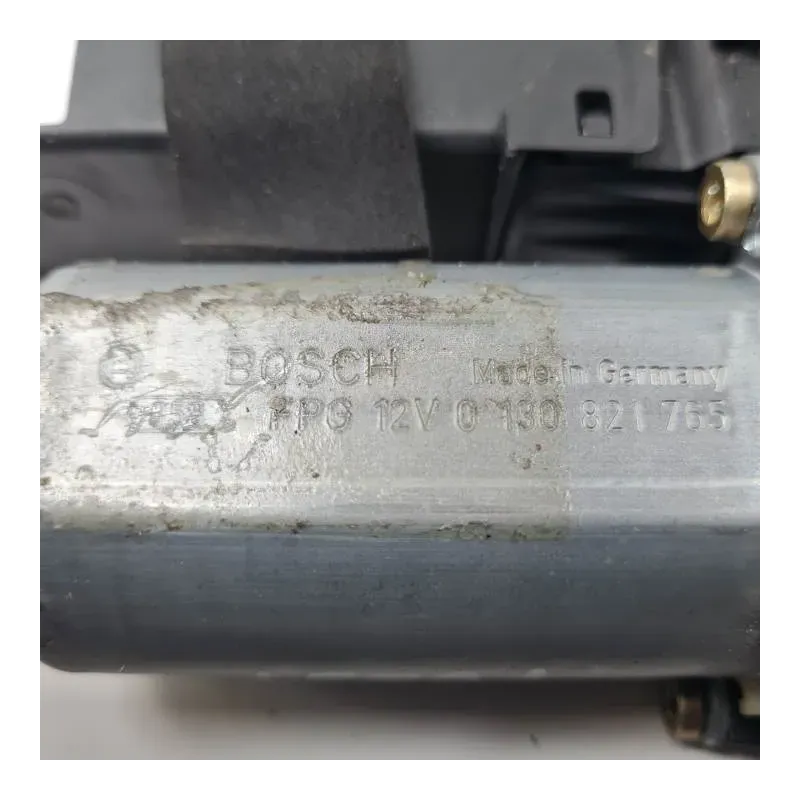 BOSCH Made in Germany
FPG 12V 0 130 821 765